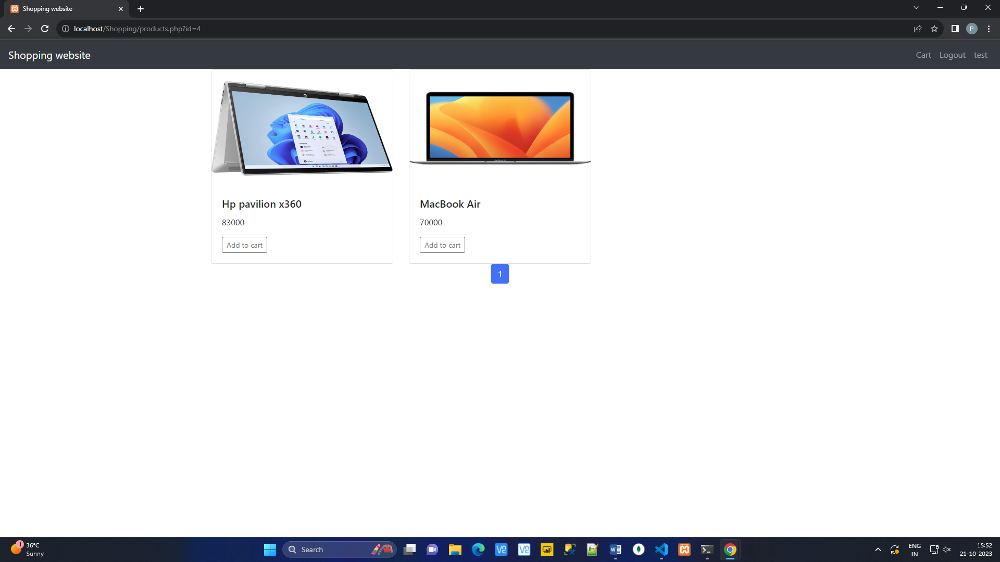 Shopping website
localhost/Shopping/products.php?id=4
P
Shopping website
Cart Logout test
Hp pavilion x360
83000
Add to cart
MacBook Air
70000
Add to cart
1
1
36°C
Sunny
Search
ENG
IN
15:52
21-10-2023